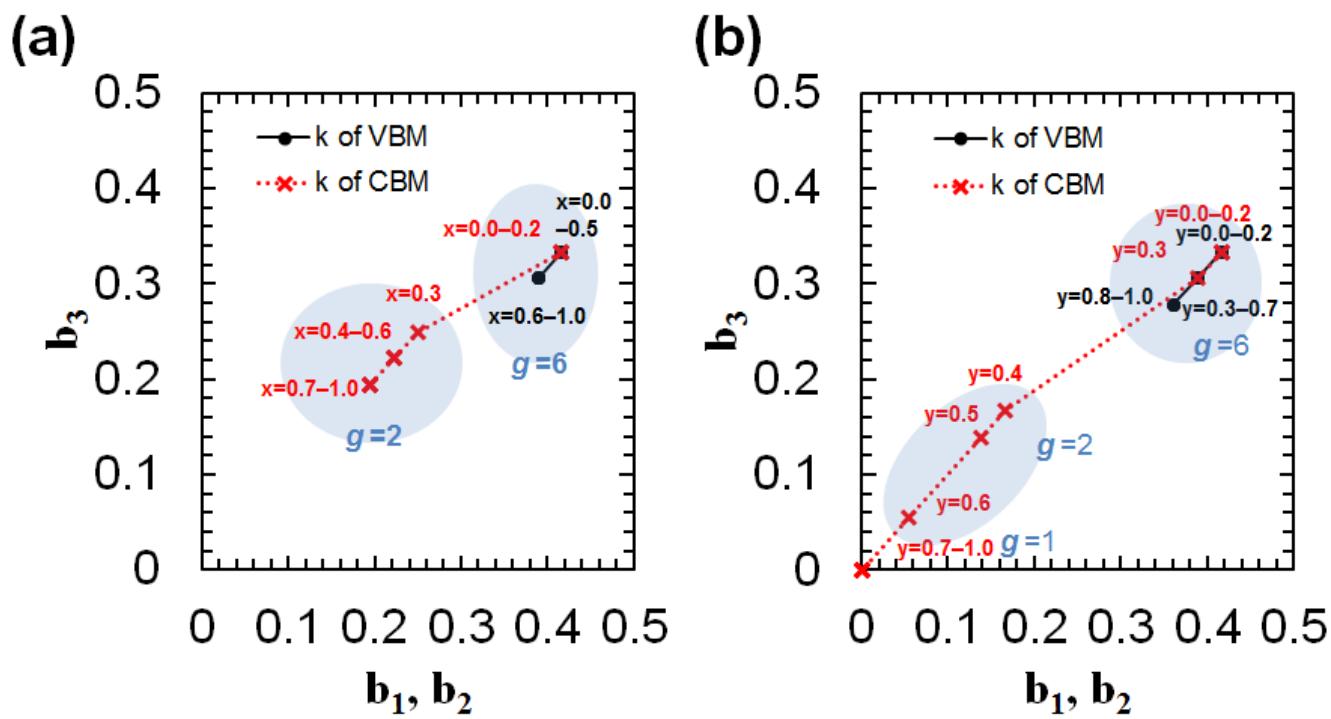 (a)
0.5
0.4
0.3
0.2
0.1
0
b3
k of VBM
k of CBM
x=0.0
–0.5
x=0.0–0.2
x=0.3
x=0.6–1.0
x=0.4–0.6
g=6
x=0.7–1.0
g=2
0 0.1 0.2 0.3 0.4 0.5
b1, b2
(b)
0.5
0.4
0.3
0.2
0.1
0
b3
k of VBM
k of CBM
y=0.0–0.2
y=0.0–0.2
y=0.3
y=0.8–1.0
y=0.3–0.7
g=6
y=0.4
y=0.5
g=2
y=0.6
g=1
y=0.7–1.0
0 0.1 0.2 0.3 0.4 0.5
b1, b2